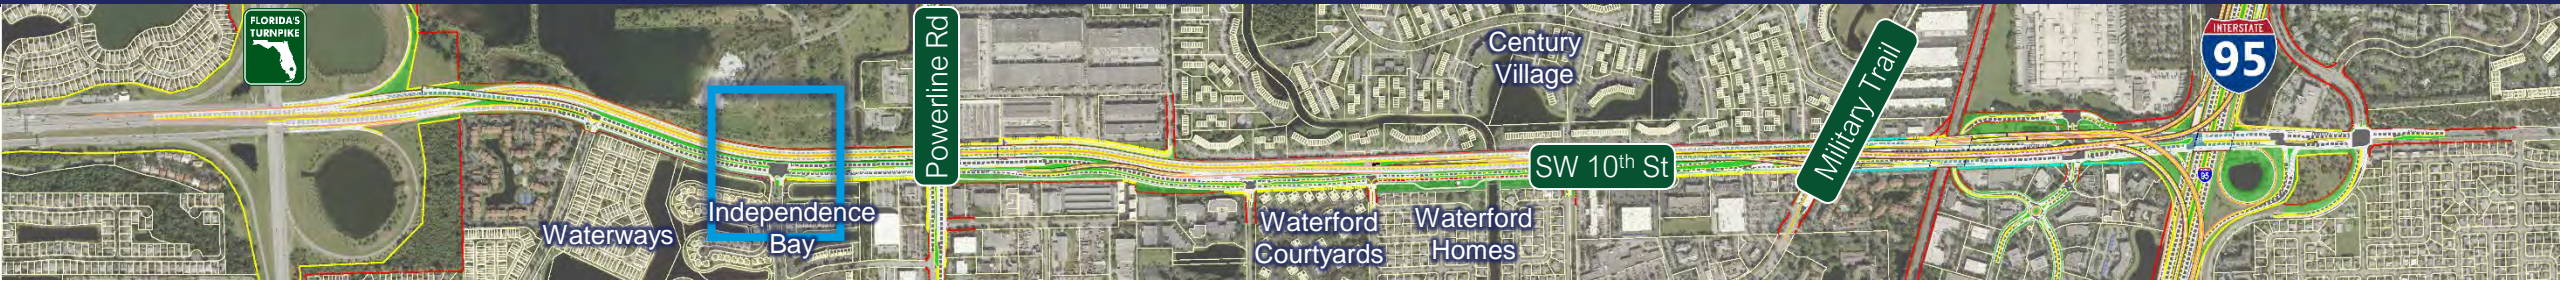 FLORIDA'S
TURNPIKE
Waterways
Independence
Bay
Powerline Rd
Waterford
Courtyards
Waterford
Homes
Century
Village
SW 10th St
Military Trail
INTERSTATE
95
95